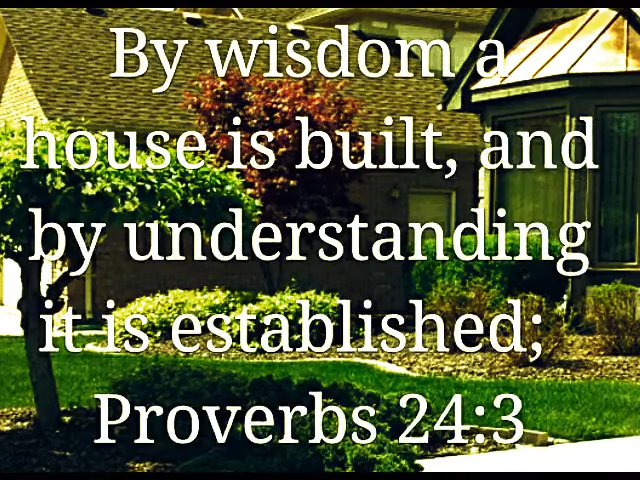 By wisdom a
house is built, and
by understanding
it is established;
Proverbs 24:3